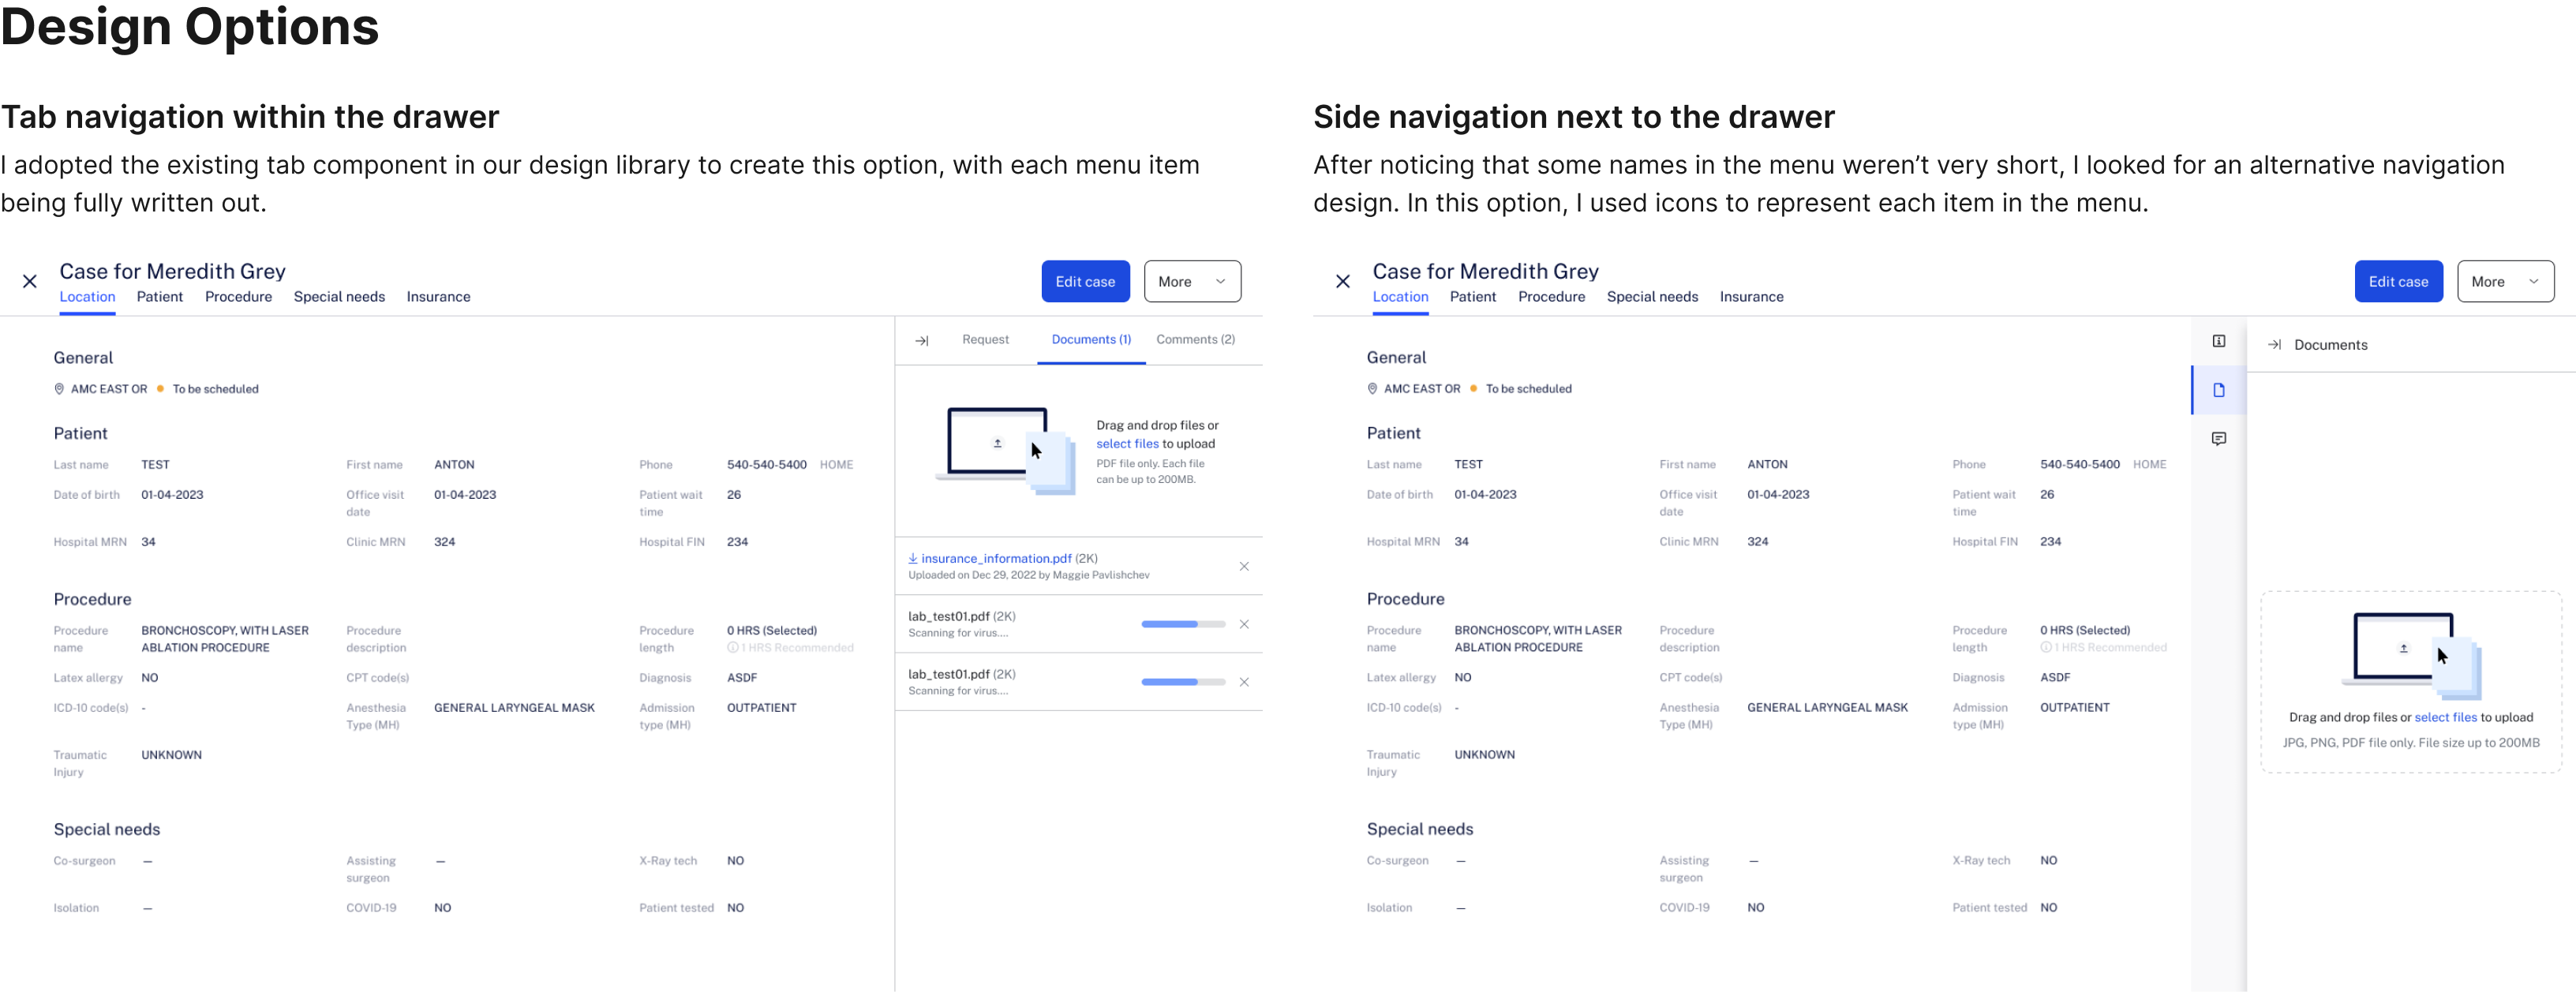 Design Options
Tab navigation within the drawer
I adopted the existing tab component in our design library to create this option, with each menu item
being fully written out.
Case for Meredith Grey
Location Patient Procedure Special needs Insurance
Edit case More
Request Documents (1) Comments (2)
General
AMC EAST OR To be scheduled
Patient
Last name TEST First name ANTON Phone 540-540-5400 HOME
Date of birth 01-04-2023 Office visit date 01-04-2023 Patient wait time 26
Hospital MRN 34 Clinic MRN 324 Hospital FIN 234
Procedure
Procedure name BRONCHOSCOPY, WITH LASER ABLATION PROCEDURE Procedure description Procedure length 0 HRS (Selected) 1 HRS Recommended
Latex allergy NO CPT code(s) Diagnosis ASDF
ICD-10 code(s) - Anesthesia Type (MH) GENERAL LARYNGEAL MASK Admission type (MH) OUTPATIENT
Traumatic Injury UNKNOWN
Special needs
Co-surgeon — Assisting surgeon — X-Ray tech NO
Isolation — COVID-19 NO Patient tested NO
Drag and drop files or
select files to upload
PDF file only. Each file
can be up to 200MB.
insurance_information.pdf (2K)
Uploaded on Dec 29, 2022 by Maggie Pavlishchev
lab_test01.pdf (2K)
Scanning for virus....
lab_test01.pdf (2K)
Scanning for virus....
Side navigation next to the drawer
After noticing that some names in the menu weren’t very short, I looked for an alternative navigation
design. In this option, I used icons to represent each item in the menu.
Case for Meredith Grey
Location Patient Procedure Special needs Insurance
Edit case More
General
AMC EAST OR To be scheduled
Patient
Last name TEST First name ANTON Phone 540-540-5400 HOME
Date of birth 01-04-2023 Office visit date 01-04-2023 Patient wait time 26
Hospital MRN 34 Clinic MRN 324 Hospital FIN 234
Procedure
Procedure name BRONCHOSCOPY, WITH LASER ABLATION PROCEDURE Procedure description Procedure length 0 HRS (Selected) 1 HRS Recommended
Latex allergy NO CPT code(s) Diagnosis ASDF
ICD-10 code(s) - Anesthesia Type (MH) GENERAL LARYNGEAL MASK Admission type (MH) OUTPATIENT
Traumatic Injury UNKNOWN
Special needs
Co-surgeon — Assisting surgeon — X-Ray tech NO
Isolation — COVID-19 NO Patient tested NO
Documents
Drag and drop files or select files to upload
JPG, PNG, PDF file only. File size up to 200MB